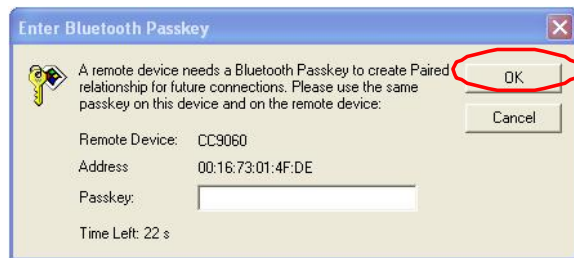 Enter Bluetooth Passkey
A remote device needs a Bluetooth Passkey to create Paired
relationship for future connections. Please use the same
passkey on this device and on the remote device:
OK
Cancel
Remote Device: CC9060
Address 00:16:73:01:4F:DE
Passkey:
Time Left: 22 s